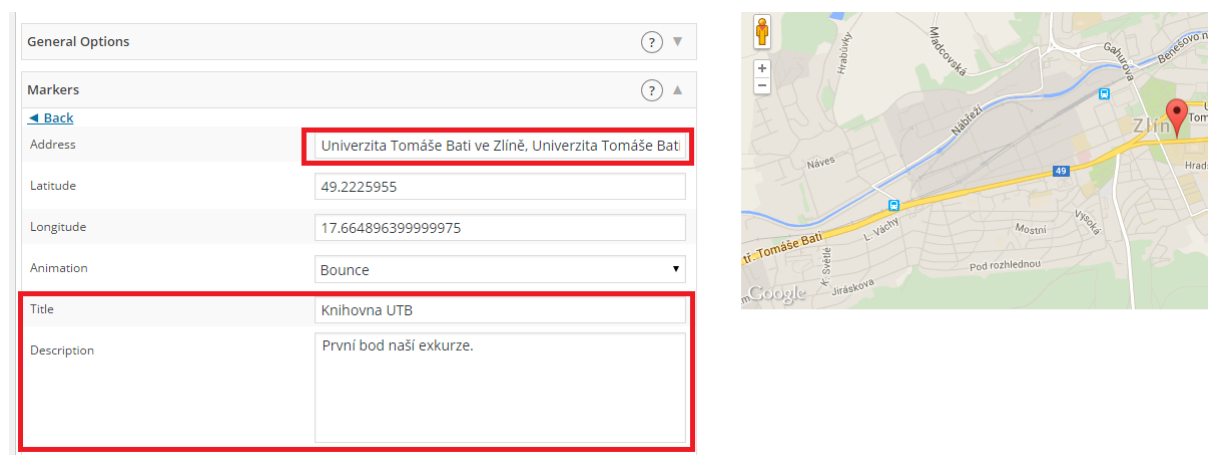 General Options
?
Markers
?
◄ Back
Address
Univerzita Tomáše Bati ve Zlíně, Univerzita Tomáše Bati
Latitude
49.2225955
Longitude
17.664896399999975
Animation
Bounce
Title
Knihovna UTB
Description
První bod naší exkurze.
+
−
Hrabůvky
Mladcovská
Gahurova
Benešovo n
Nábřeží
Zlín
Tom
Náves
49
Hrad
L. Váchy
Vysoká
Mostní
tř. Tomáše Bati
K. Světlé
Pod rozhlednou
Google
Jiráskova